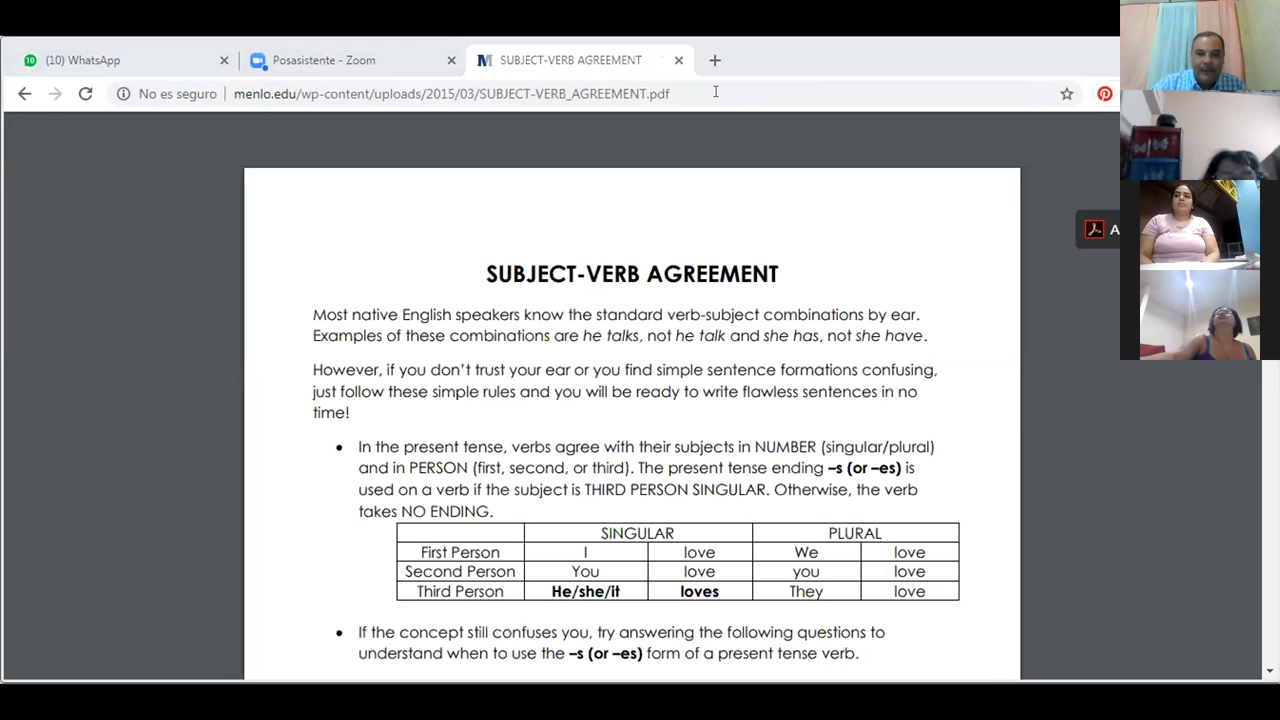 (10) WhatsApp
Posasistente - Zoom
SUBJECT-VERB AGREEMENT
No es seguro
menlo.edu/wp-content/uploads/2015/03/SUBJECT-VERB_AGREEMENT.pdf
A
SUBJECT-VERB AGREEMENT
Most native English speakers know the standard verb-subject combinations by ear.
Examples of these combinations are he talks, not he talk and she has, not she have.
However, if you don't trust your ear or you find simple sentence formations confusing,
just follow these simple rules and you will be ready to write flawless sentences in no
time!
• In the present tense, verbs agree with their subjects in NUMBER (singular/plural)
and in PERSON (first, second, or third). The present tense ending –s (or –es) is
used on a verb if the subject is THIRD PERSON SINGULAR. Otherwise, the verb
takes NO ENDING.
SINGULAR PLURAL
First Person I love We love
Second Person You love you love
Third Person He/she/it loves They love
• If the concept still confuses you, try answering the following questions to
understand when to use the –s (or –es) form of a present tense verb.